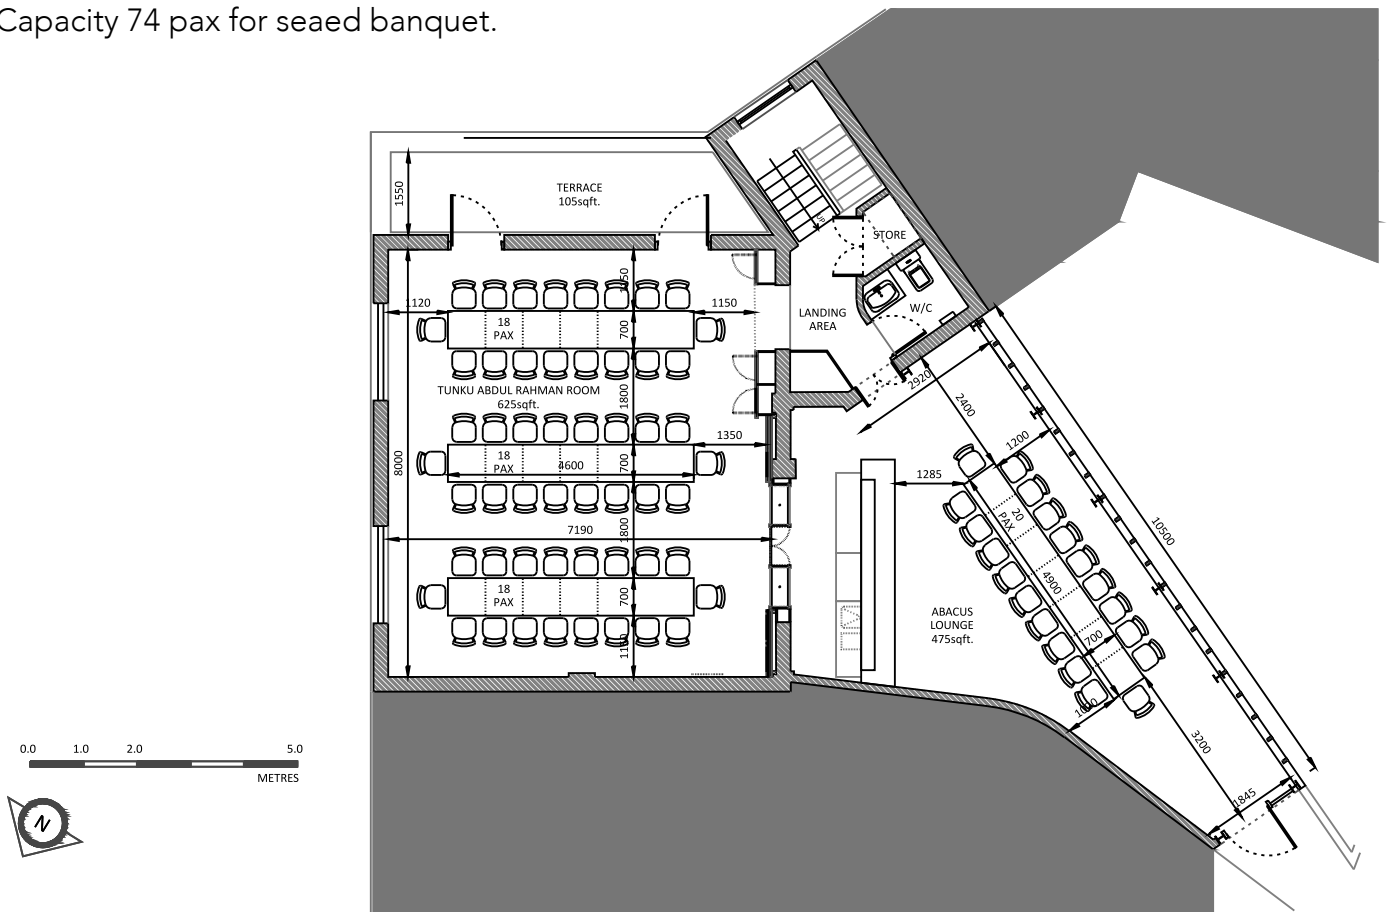 Capacity 74 pax for seaed banquet.
TERRACE
105sqft.
1550
UP
STORE
W/C
LANDING
AREA
2920
1120
1150
18
PAX
700
1150
TUNKU ABDUL RAHMAN ROOM
625sqft.
1800
8000
18
PAX
4600
700
1350
7190
1800
18
PAX
700
2400
1200
1285
20
PAX
4900
10500
ABACUS
LOUNGE
475sqft.
700
3200
1845
0.0 1.0 2.0 5.0
METRES
N